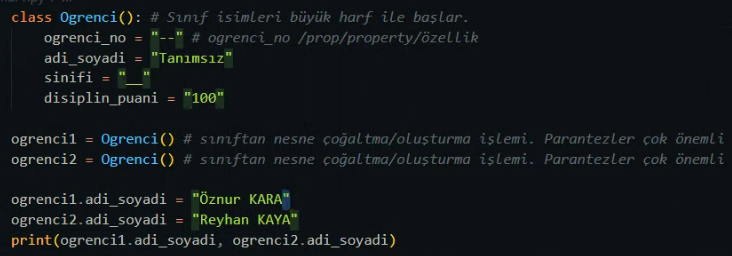 class Ogrenci(): # Sınıf isimleri büyük harf ile başlar.
    ogrenci_no = "--" # ogrenci_no /prop/property/özellik
    adi_soyadi = "Tanımsız"
    sinifi = "__"
    disiplin_puani = "100"

ogrenci1 = Ogrenci() # sınıftan nesne çoğaltma/oluşturma işlemi. Parantezler çok önemli
ogrenci2 = Ogrenci() # sınıftan nesne çoğaltma/oluşturma işlemi. Parantezler çok önemli

ogrenci1.adi_soyadi = "Öznur KARA"
ogrenci2.adi_soyadi = "Reyhan KAYA"
print(ogrenci1.adi_soyadi, ogrenci2.adi_soyadi)